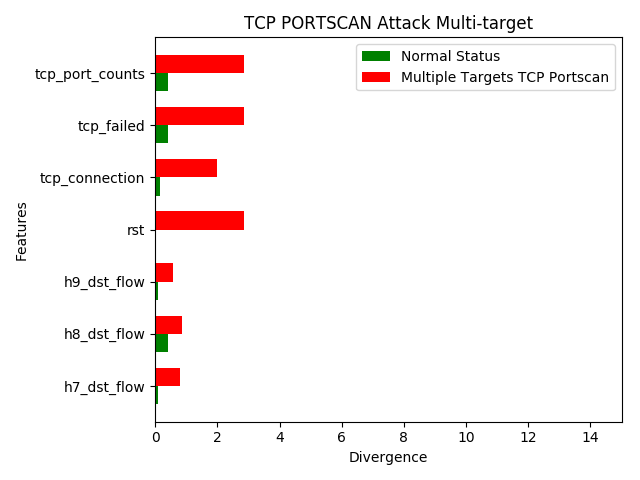 TCP PORTSCAN Attack Multi-target
Normal Status
Multiple Targets TCP Portscan
tcp_port_counts
tcp_failed
tcp_connection
rst
h9_dst_flow
h8_dst_flow
h7_dst_flow
Features
0 2 4 6 8 10 12 14
Divergence